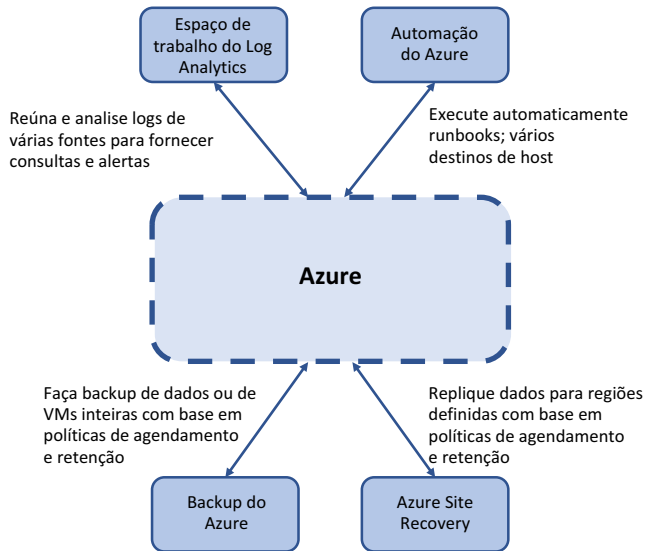 Espaço de
trabalho do Log
Analytics
Automação
do Azure
Reúna e analise logs de
várias fontes para fornecer
consultas e alertas
Execute automaticamente
runbooks; vários
destinos de host
Azure
Faça backup de dados ou de
VMs inteiras com base em
políticas de agendamento
e retenção
Replique dados para regiões
definidas com base em
políticas de agendamento
e retenção
Backup do
Azure
Azure Site
Recovery